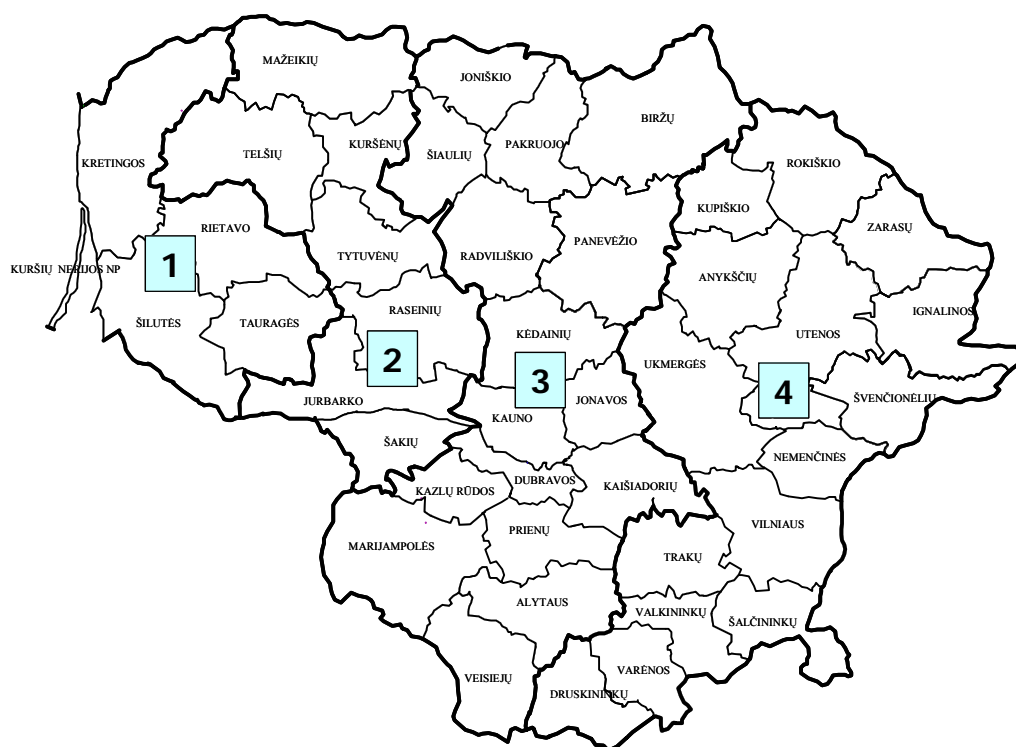 MAŽEIKIŲ
JONIŠKIO
BIRŽŲ
KRETINGOS
TELŠIŲ
KURŠĖNŲ
ŠIAULIŲ
PAKRUOJO
ROKIŠKIO
KUPIŠKIO
ZARASŲ
RIETAVO
TYTUVĖNŲ
RADVILIŠKIO
PANEVĖŽIO
KURŠIŲ NERIJOS NP
1
ANYKŠČIŲ
ŠILUTĖS
TAURAGĖS
RASEINIŲ
IGNALINOS
KĖDAINIŲ
UTENOS
2
UKMERGĖS
3
4
JURBARKO
JONAVOS
ŠVENČIONĖLIŲ
KAUNO
ŠAKIŲ
NEMENČINĖS
DUBRAVOS
KAIŠIADORIŲ
KAZLŲ RŪDOS
VILNIAUS
PRIENŲ
MARIJAMPOLĖS
TRAKŲ
ALYTAUS
VALKININKŲ
ŠALČININKŲ
VEISIEJŲ
VARĖNOS
DRUSKININKŲ